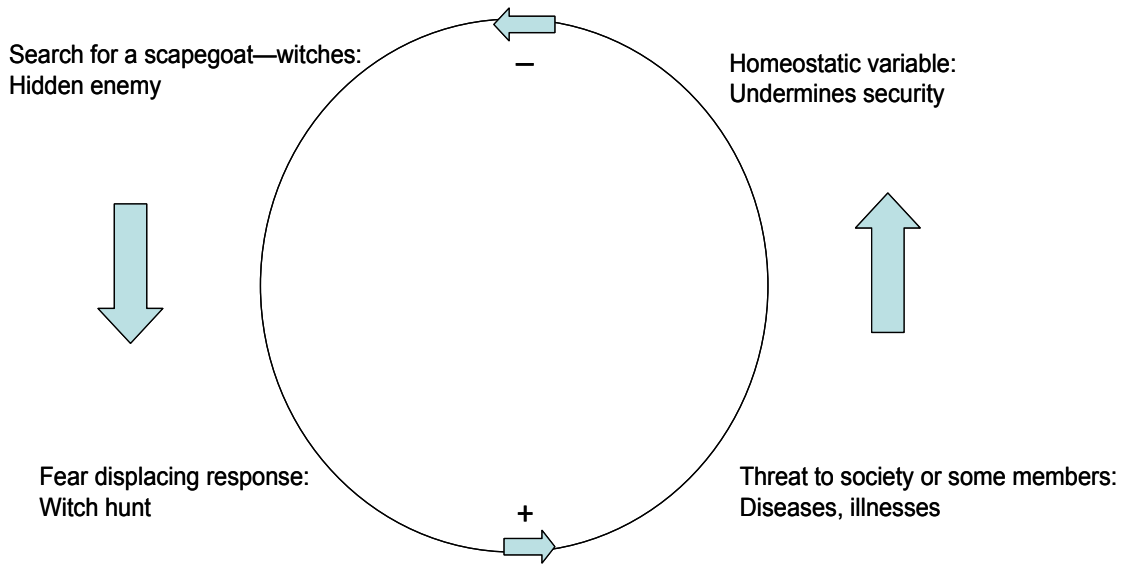 Search for a scapegoat—witches:
Hidden enemy
–
Homeostatic variable:
Undermines security
Fear displacing response:
Witch hunt
+
Threat to society or some members:
Diseases, illnesses